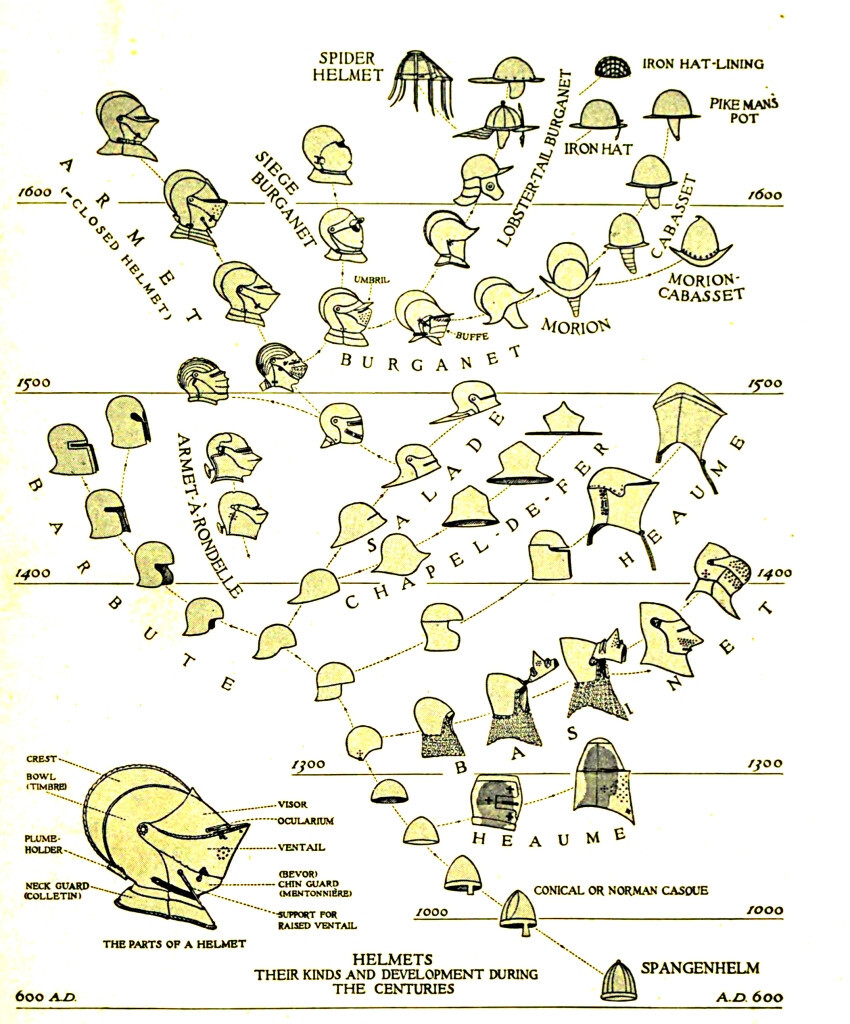 SPIDER
HELMET
IRON HAT-LINING
PIKEMAN'S
POT
IRON HAT
LOBSTER-TAIL BURGANET
SIEGE
BURGANET
ARMET
(=CLOSED HELMET)
1600
1600
CABASSET
MORION-
CABASSET
MORION
UMBRIL
BUFFE
BURGANET
1500
1500
SALADE
CHAPEL-DE-FER
HEAUME
ARMET-À-RONDELLE
BARBUTE
1400
1400
BASINET
1300
1300
HEAUME
CREST
BOWL
(TIMBRE)
PLUME-
HOLDER
NECK GUARD
(COLLETIN)
VISOR
OCULARIUM
VENTAIL
(BEVOR)
CHIN GUARD
(MENTONNIÈRE)
SUPPORT FOR
RAISED VENTAIL
THE PARTS OF A HELMET
CONICAL OR NORMAN CASQUE
1000
1000
HELMETS
THEIR KINDS AND DEVELOPMENT DURING
THE CENTURIES
SPANGENHELM
600 A.D.
A.D. 600